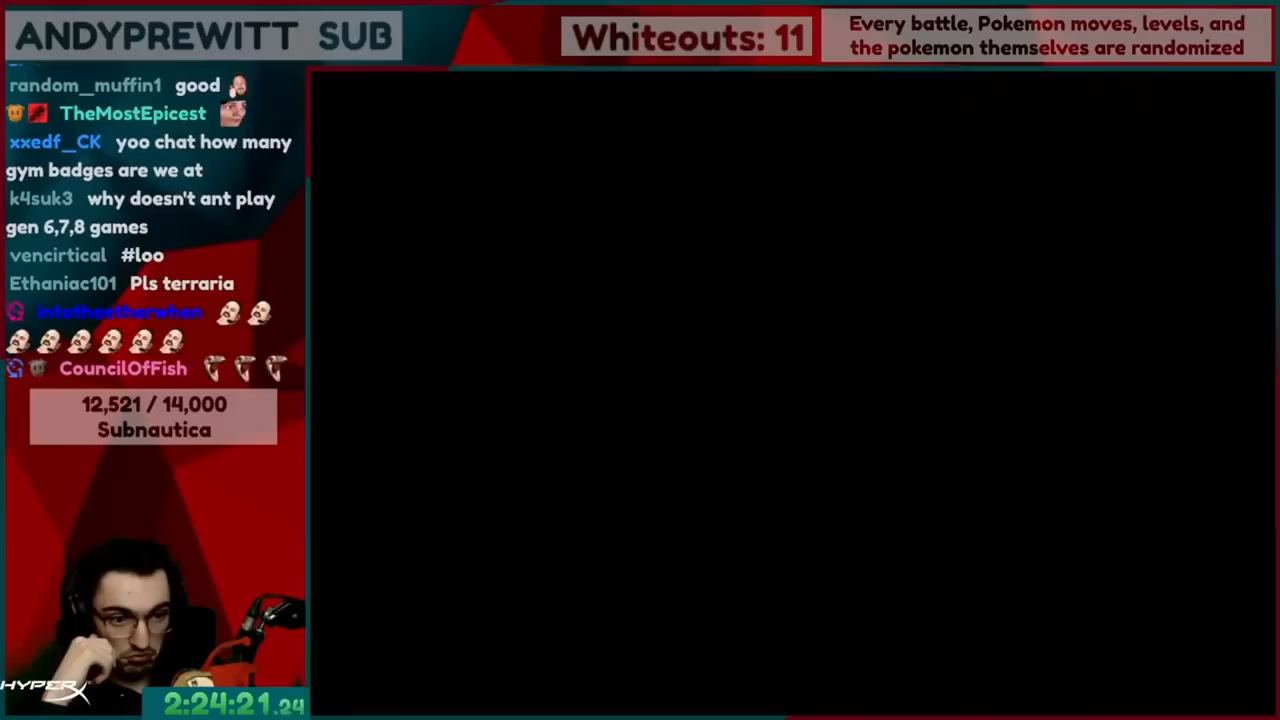 ANDYPREWITT SUB
Whiteouts: 11
Every battle, Pokemon moves, levels, and
the pokemon themselves are randomized
random_muffin1 good
TheMostEpicest
xxedf_CK yoo chat how many
gym badges are we at
k4suk3 why doesn't ant play
gen 6,7,8 games
vencirtical #loo
Ethaniac101 Pls terraria
intotheetherwhen
CouncilOfFish
12,521 / 14,000
Subnautica
HYPERX
2:24:21.24